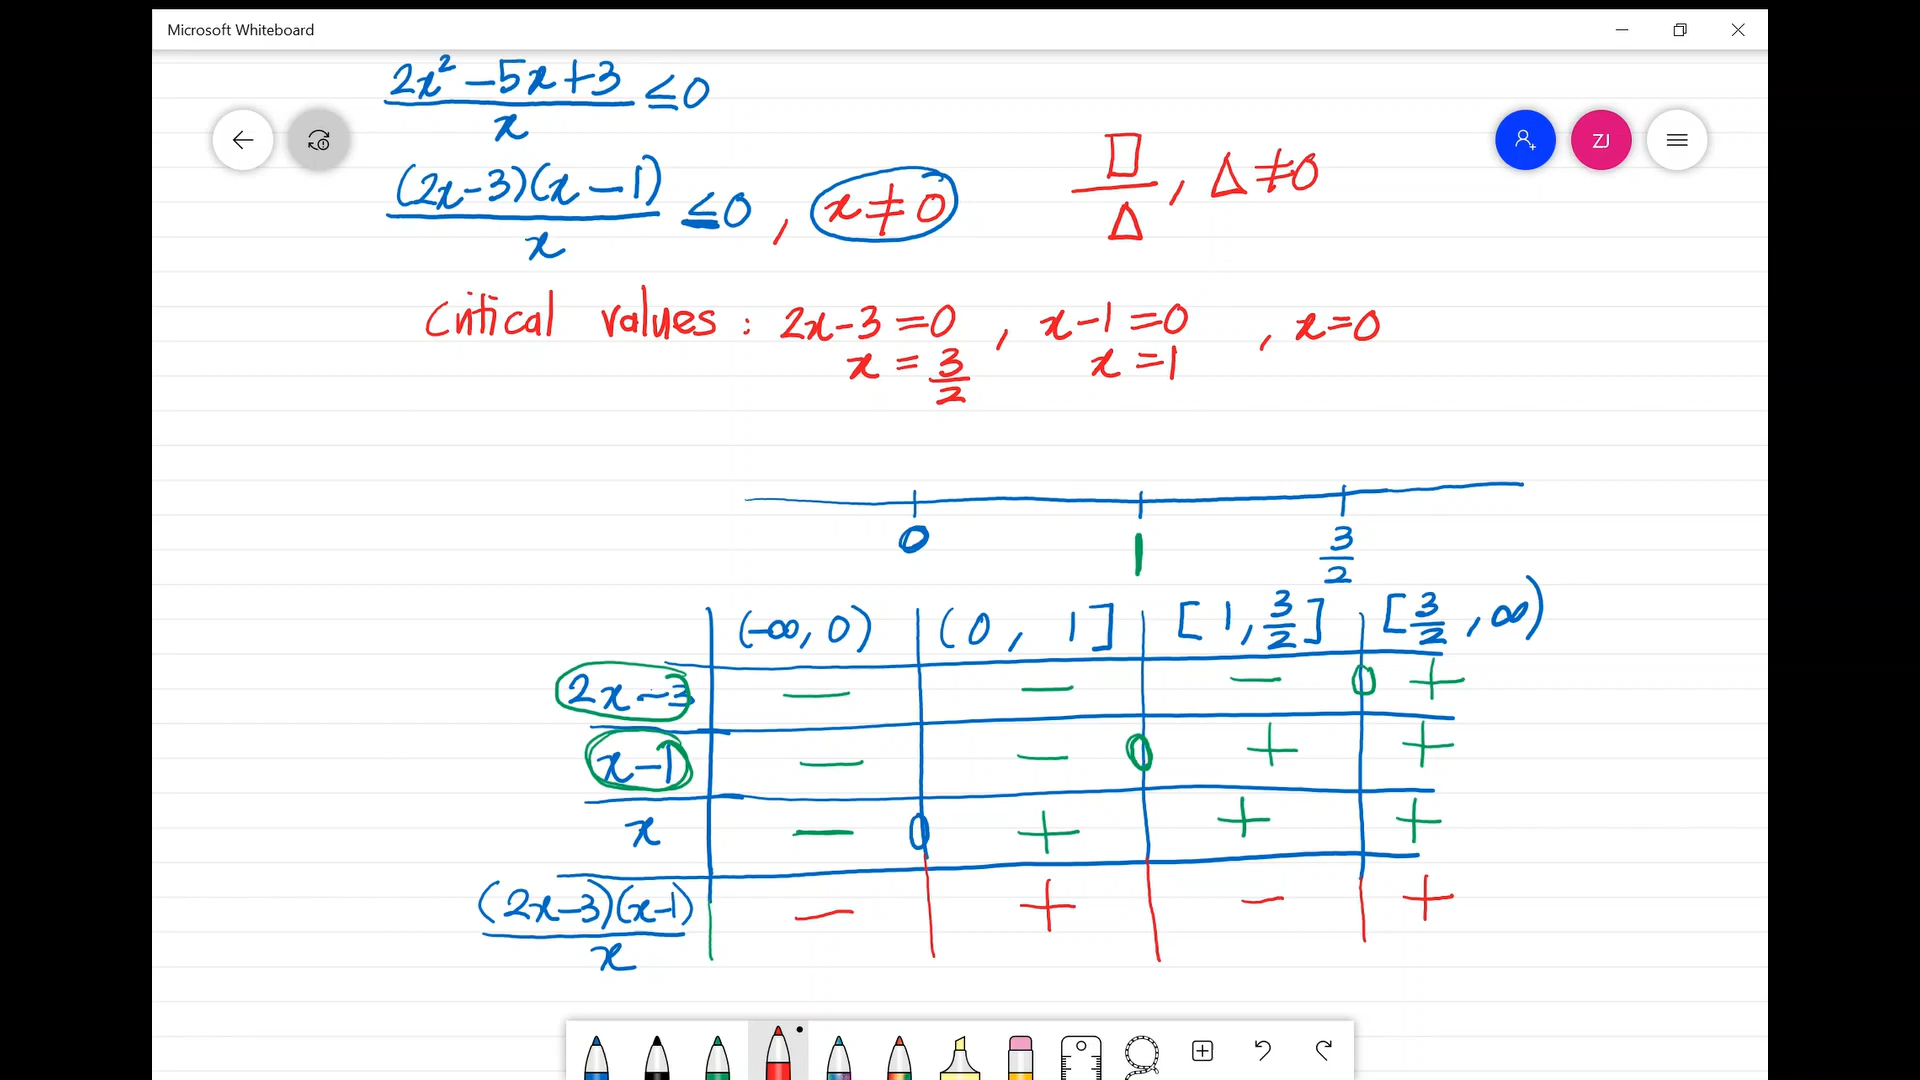 Microsoft Whiteboard
2x² - 5x + 3 / x ≤ 0
(2x-3)(x-1) / x ≤ 0 , x ≠ 0
□ / Δ , Δ ≠ 0
ZJ
Critical values : 2x-3=0 , x-1=0 , x=0
x = 3/2 x = 1
0 1 3/2
(-∞, 0) (0, 1] [1, 3/2] [3/2, ∞)
2x-3 - - - 0 +
x-1 - - 0 + +
x - 0 + + +
(2x-3)(x-1) / x - + - +